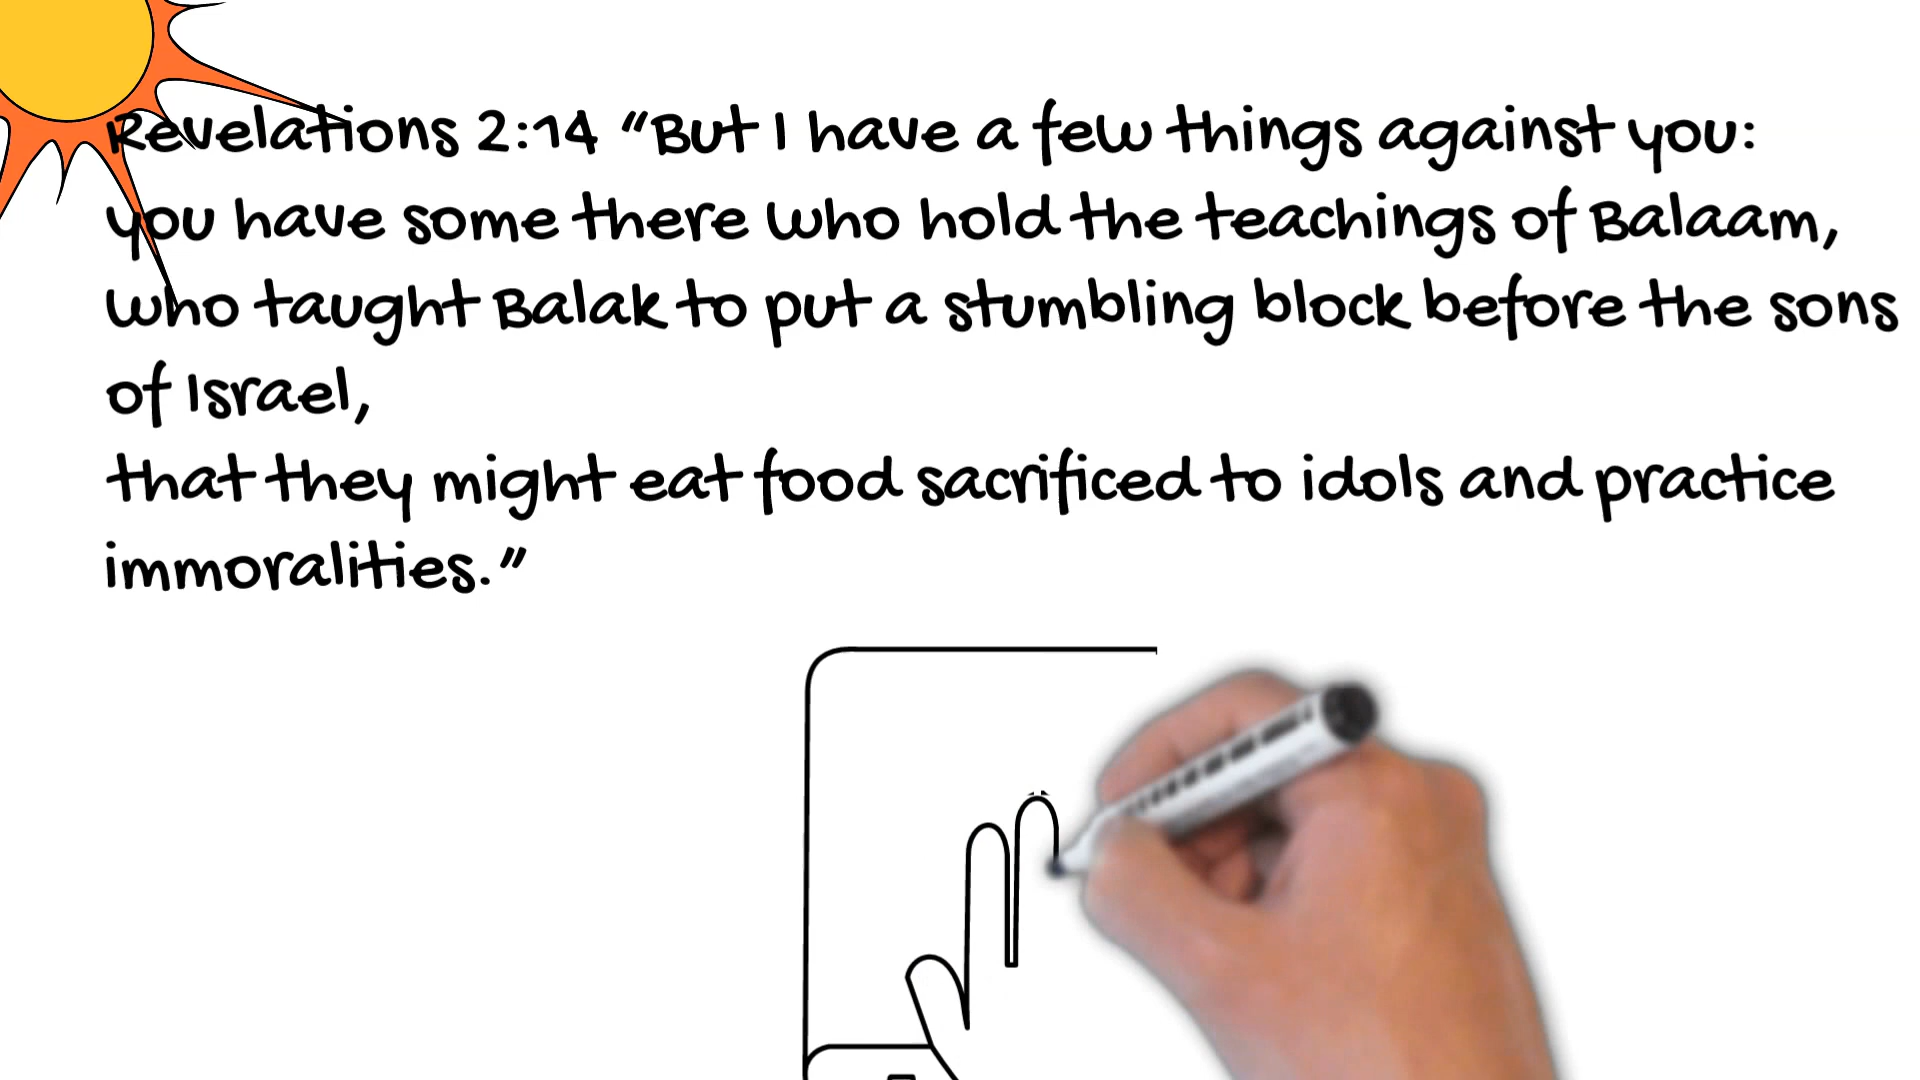 Revelations 2:14 “But I have a few things against you:
you have some there who hold the teachings of Balaam,
who taught Balak to put a stumbling block before the sons
of Israel,
that they might eat food sacrificed to idols and practice
immoralities.”